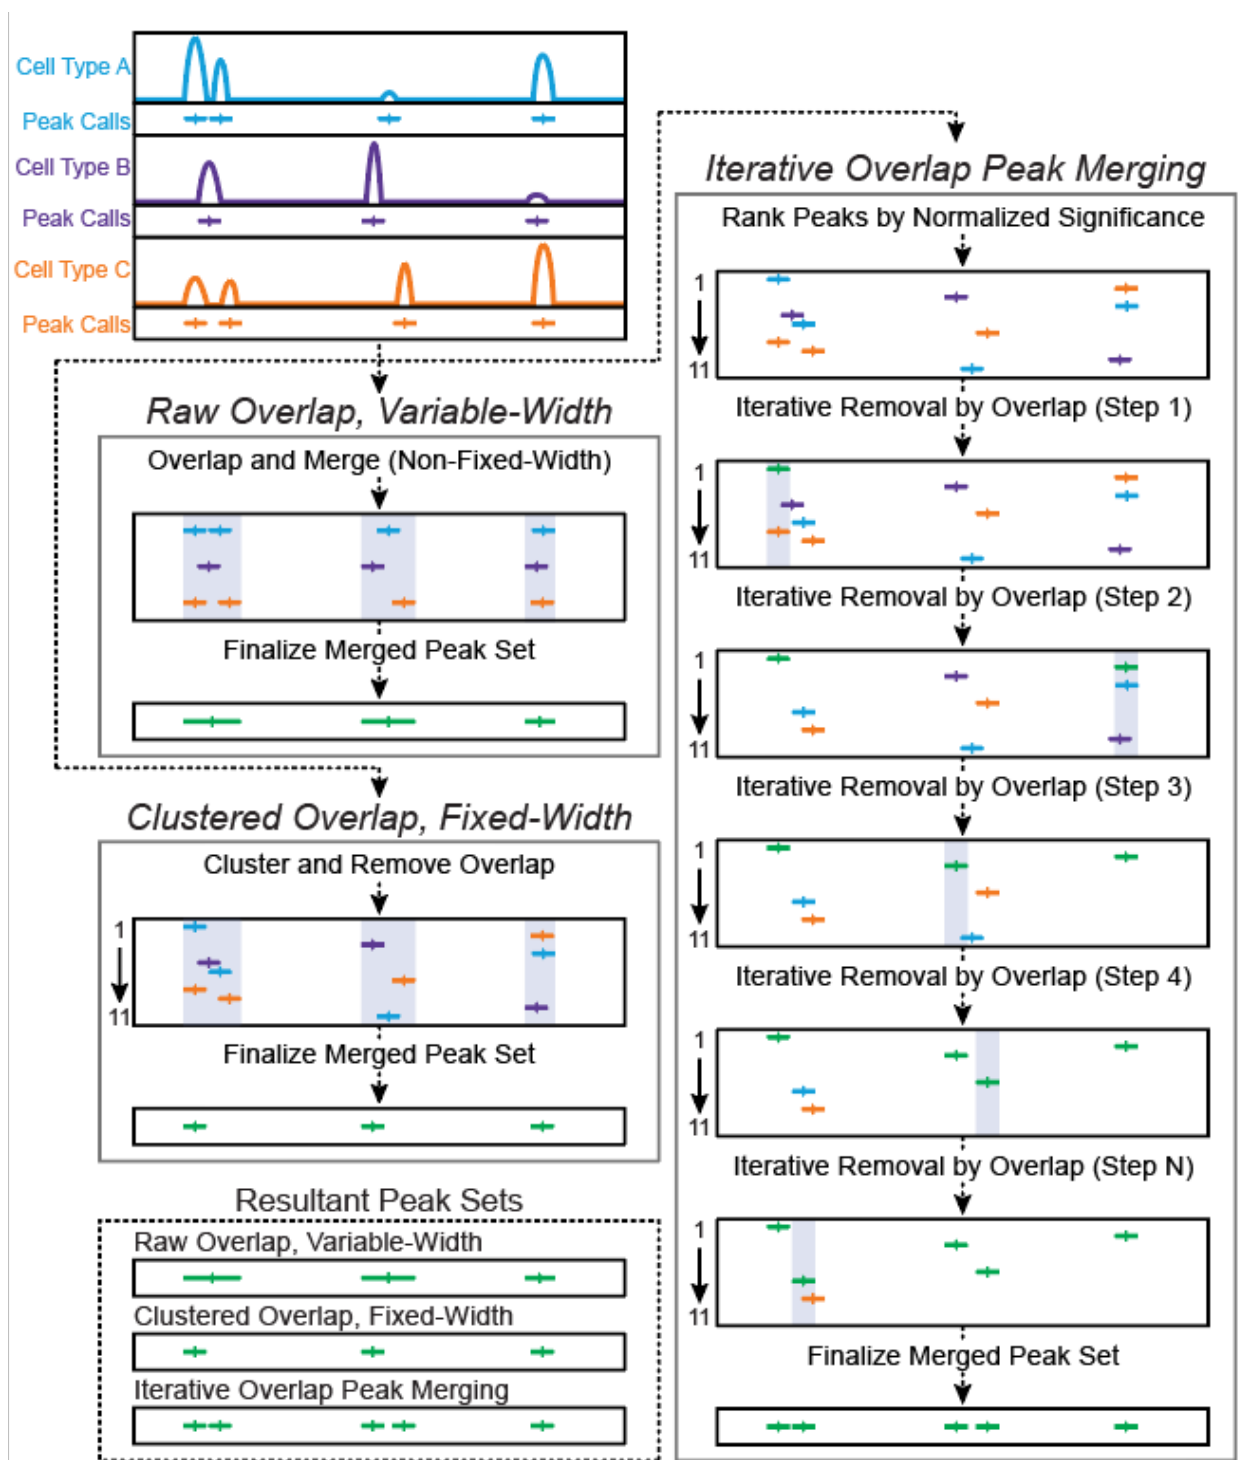 Cell Type A
Peak Calls
Cell Type B
Peak Calls
Cell Type C
Peak Calls
Raw Overlap, Variable-Width
Overlap and Merge (Non-Fixed-Width)
Finalize Merged Peak Set
Clustered Overlap, Fixed-Width
Cluster and Remove Overlap
1
11
Finalize Merged Peak Set
Resultant Peak Sets
Raw Overlap, Variable-Width
Clustered Overlap, Fixed-Width
Iterative Overlap Peak Merging
Iterative Overlap Peak Merging
Rank Peaks by Normalized Significance
1
11
Iterative Removal by Overlap (Step 1)
1
11
Iterative Removal by Overlap (Step 2)
1
11
Iterative Removal by Overlap (Step 3)
1
11
Iterative Removal by Overlap (Step 4)
1
11
Iterative Removal by Overlap (Step N)
1
11
Finalize Merged Peak Set